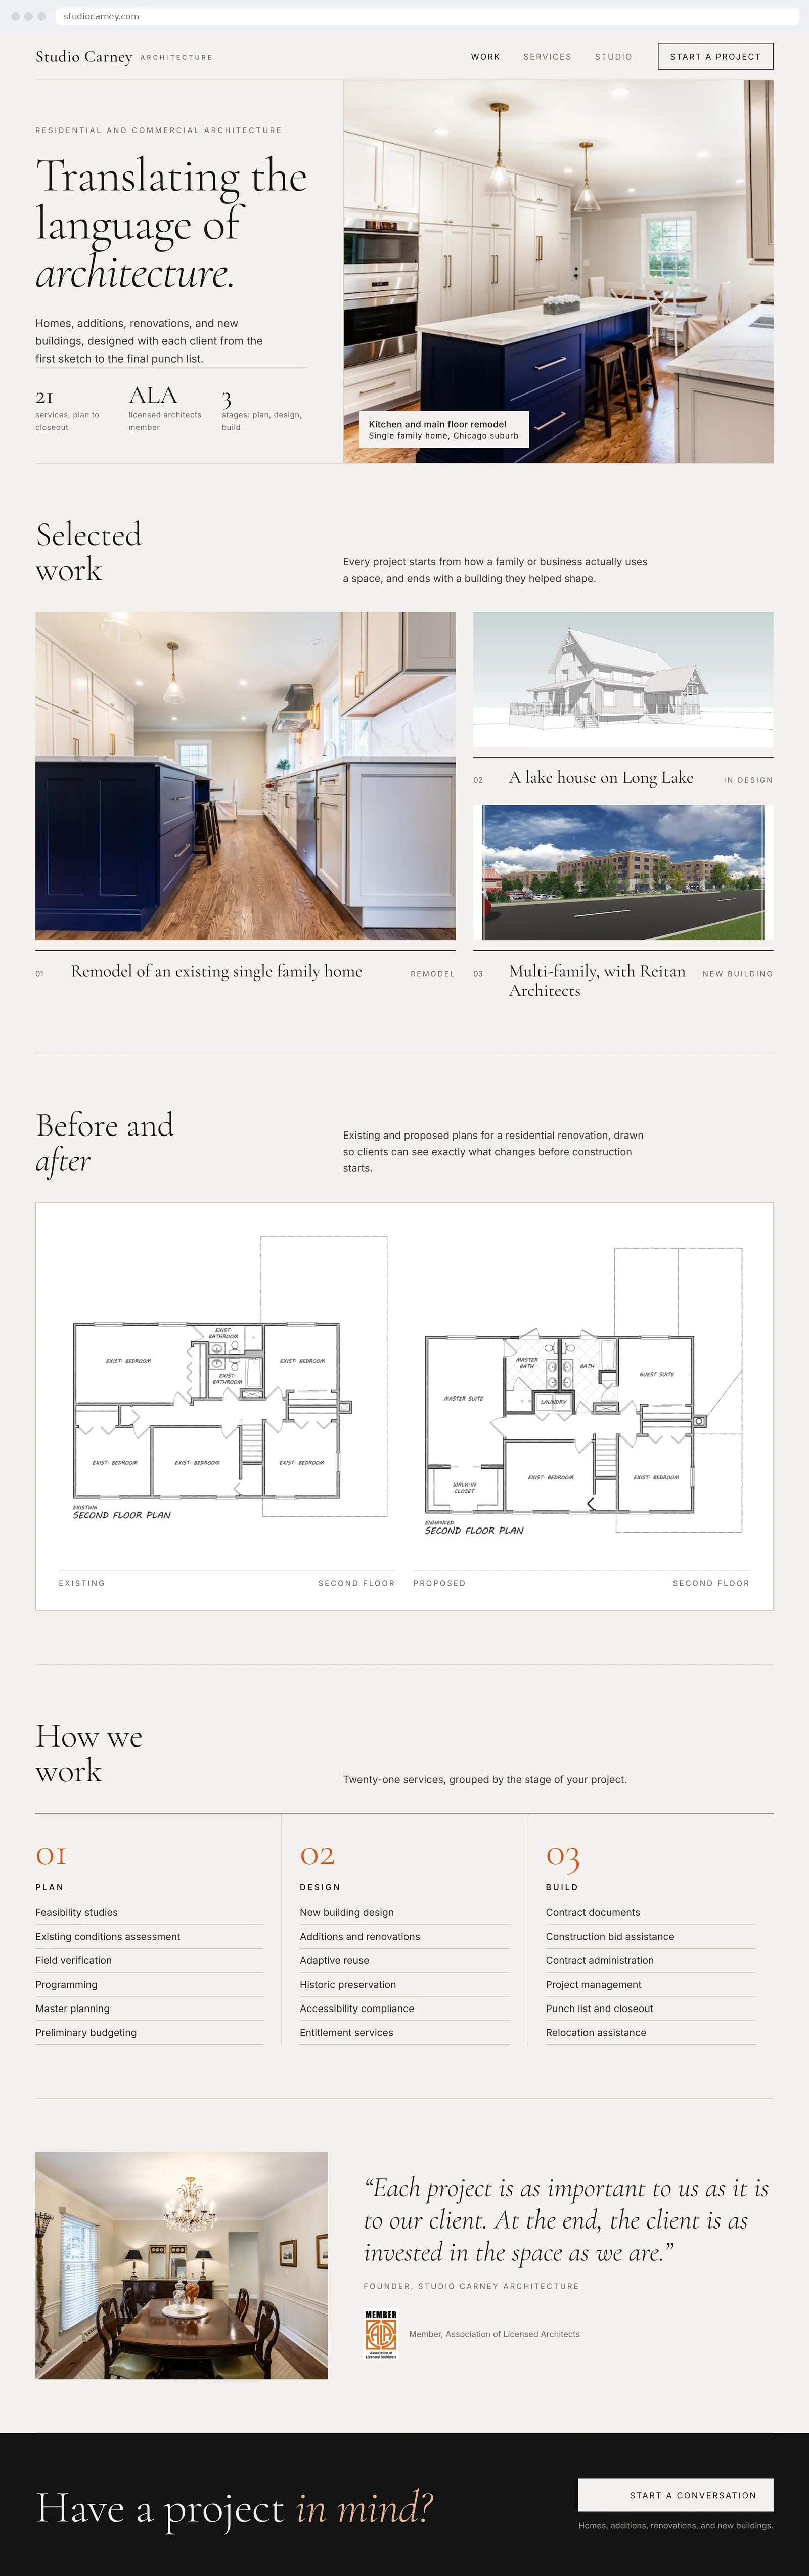 studiocarney.com
Studio Carney ARCHITECTURE
WORK SERVICES STUDIO START A PROJECT
RESIDENTIAL AND COMMERCIAL ARCHITECTURE
Translating the
language of
architecture.
Homes, additions, renovations, and new
buildings, designed with each client from the
first sketch to the final punch list.
21
services, plan to
closeout
ALA
licensed architects
member
3
stages: plan, design,
build
Kitchen and main floor remodel
Single family home, Chicago suburb
Selected
work
Every project starts from how a family or business actually uses
a space, and ends with a building they helped shape.
01 Remodel of an existing single family home REMODEL
02 A lake house on Long Lake IN DESIGN
03 Multi-family, with Reitan NEW BUILDING
Architects
Before and
after
Existing and proposed plans for a residential renovation, drawn
so clients can see exactly what changes before construction
starts.
EXIST. BEDROOM
EXIST.
BATHROOM
EXIST.
BATHROOM
EXIST. BEDROOM
EXIST. BEDROOM
EXIST. BEDROOM
EXIST. BEDROOM
EXISTING
SECOND FLOOR PLAN
MASTER SUITE
MASTER
BATH
BATH
LAUNDRY
GUEST SUITE
WALK-IN
CLOSET
EXIST. BEDROOM
EXIST. BEDROOM
ENHANCED
SECOND FLOOR PLAN
EXISTING SECOND FLOOR
PROPOSED SECOND FLOOR
How we
work
Twenty-one services, grouped by the stage of your project.
01
PLAN
Feasibility studies
Existing conditions assessment
Field verification
Programming
Master planning
Preliminary budgeting
02
DESIGN
New building design
Additions and renovations
Adaptive reuse
Historic preservation
Accessibility compliance
Entitlement services
03
BUILD
Contract documents
Construction bid assistance
Contract administration
Project management
Punch list and closeout
Relocation assistance
“Each project is as important to us as it is
to our client. At the end, the client is as
invested in the space as we are.”
FOUNDER, STUDIO CARNEY ARCHITECTURE
MEMBER
ALA
Association of
Licensed Architects
Member, Association of Licensed Architects
Have a project in mind?
START A CONVERSATION
Homes, additions, renovations, and new buildings.